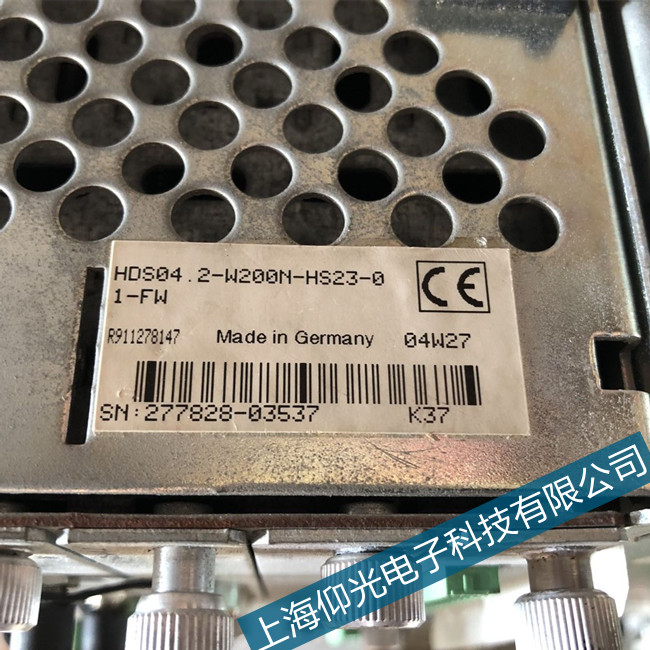 HDS04.2-W200N-HS23-0
1-FW
CE
R911278147 Made in Germany 04W27
SN:277828-03537 K37
上海仰光电子科技有限公司